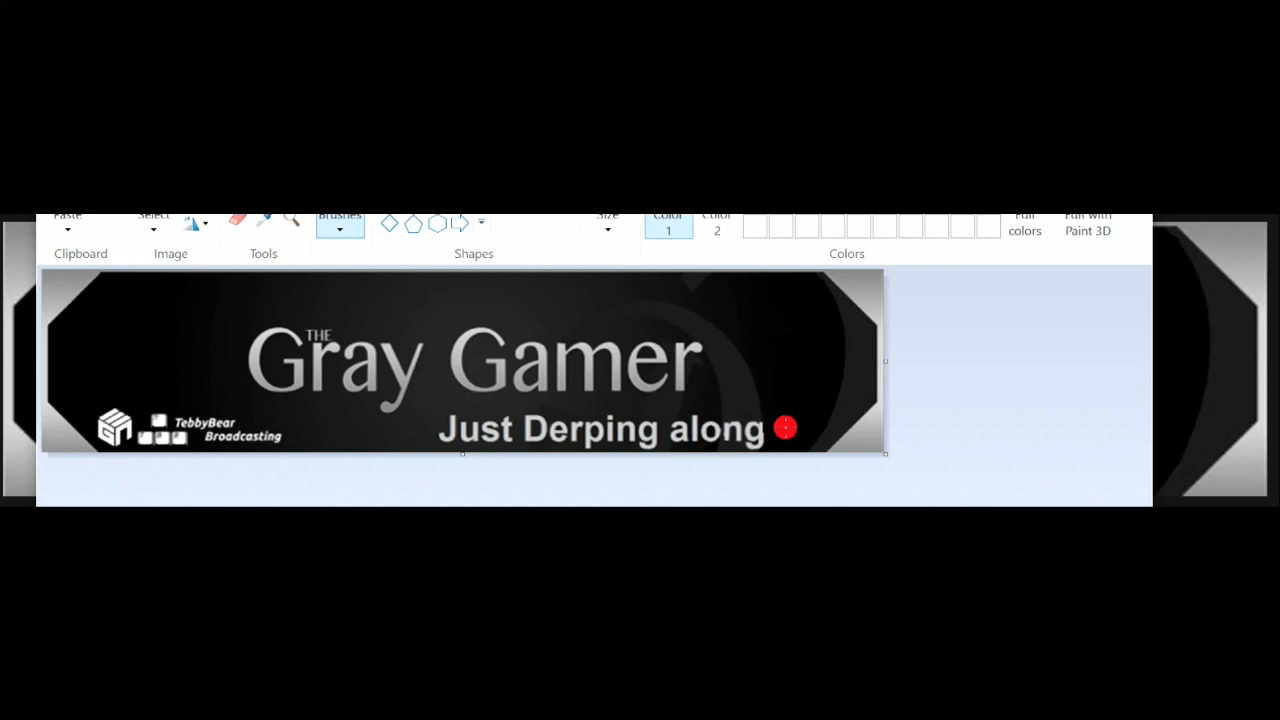 Paste
Select
Brushes
Size
Color
1
Color
2
Edit
colors
Edit with
Paint 3D
Clipboard
Image
Tools
Shapes
Colors
THE
Gray Gamer
TebbyBear
Broadcasting
Just Derping along